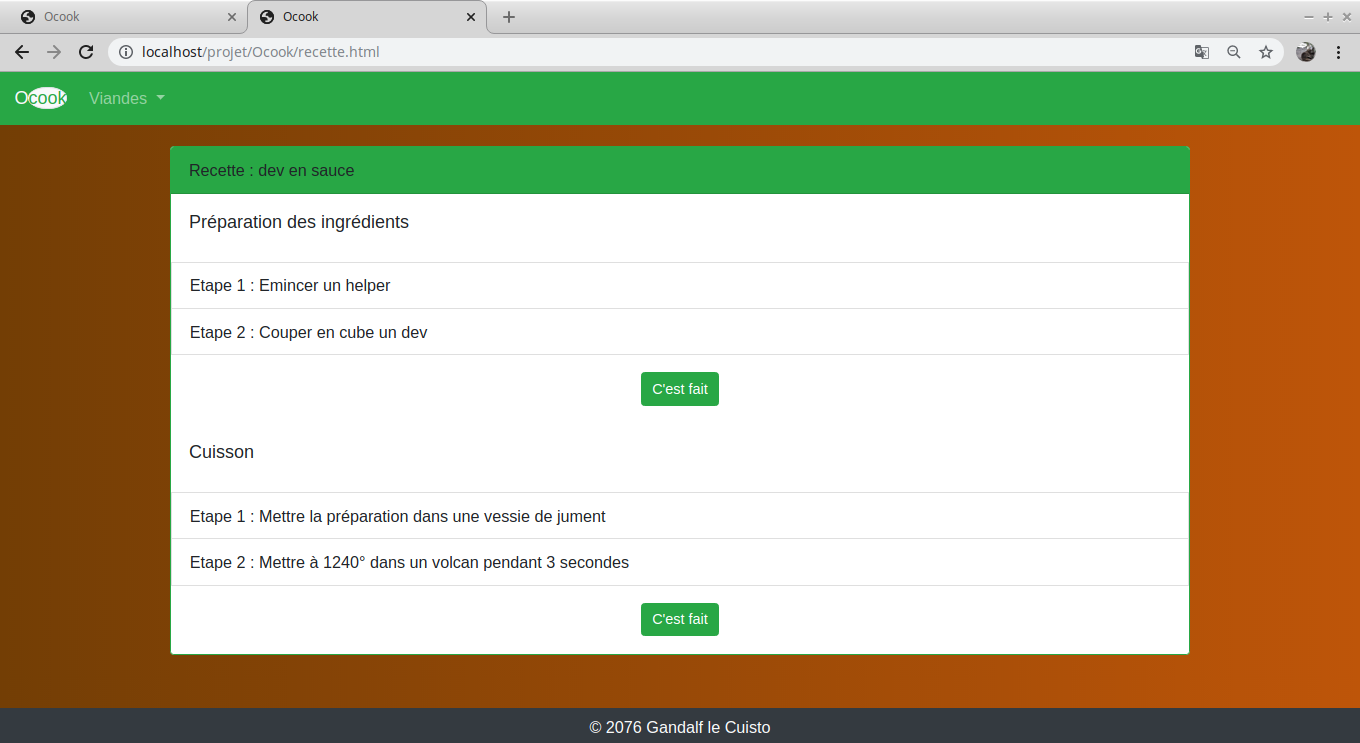 Ocook
Ocook
localhost/projet/Ocook/recette.html
Ocook Viandes
Recette : dev en sauce
Préparation des ingrédients
Etape 1 : Emincer un helper
Etape 2 : Couper en cube un dev
C'est fait
Cuisson
Etape 1 : Mettre la préparation dans une vessie de jument
Etape 2 : Mettre à 1240° dans un volcan pendant 3 secondes
C'est fait
© 2076 Gandalf le Cuisto